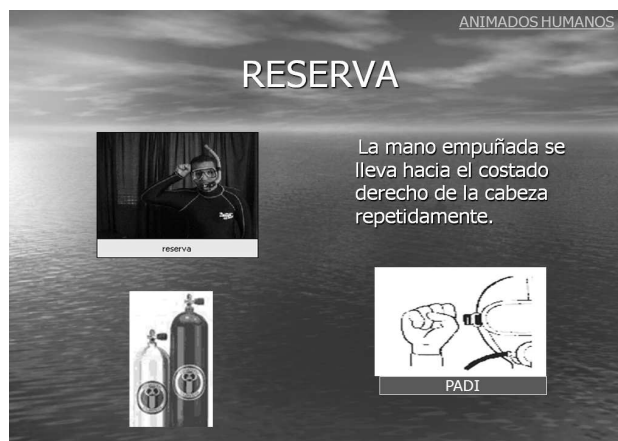 ANIMADOS HUMANOS
RESERVA
La mano empuñada se
lleva hacia el costado
derecho de la cabeza
repetidamente.
reserva
PADI